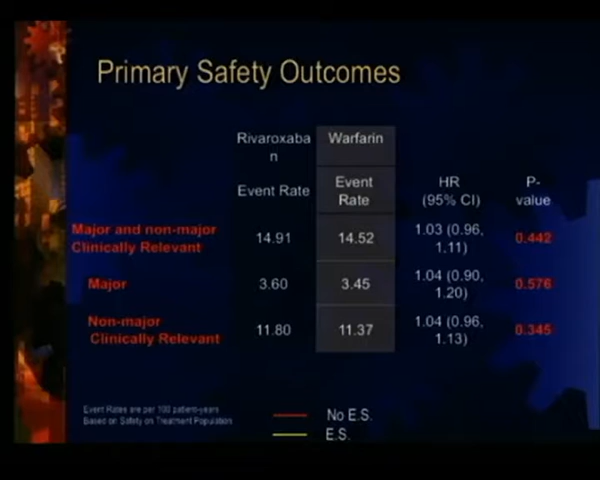 Primary Safety Outcomes
Rivaroxaba
n
Warfarin
Event Rate
Event
Rate
HR
(95% CI)
P-
value
Major and non-major
Clinically Relevant
14.91
14.52
1.03 (0.96,
1.11)
0.442
Major
3.60
3.45
1.04 (0.90,
1.20)
0.576
Non-major
Clinically Relevant
11.80
11.37
1.04 (0.96,
1.13)
0.345
Event Rates are per 100 patient-years
Based on Safety on Treatment Population
No E.S.
E.S.